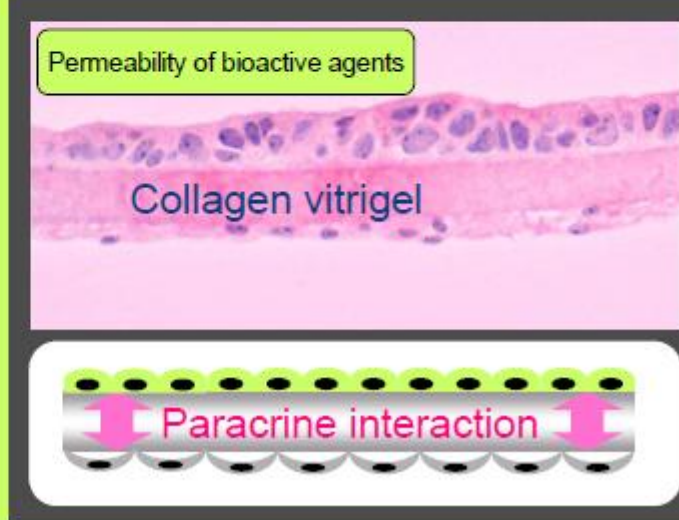 Permeability of bioactive agents
Collagen vitrigel
Paracrine interaction